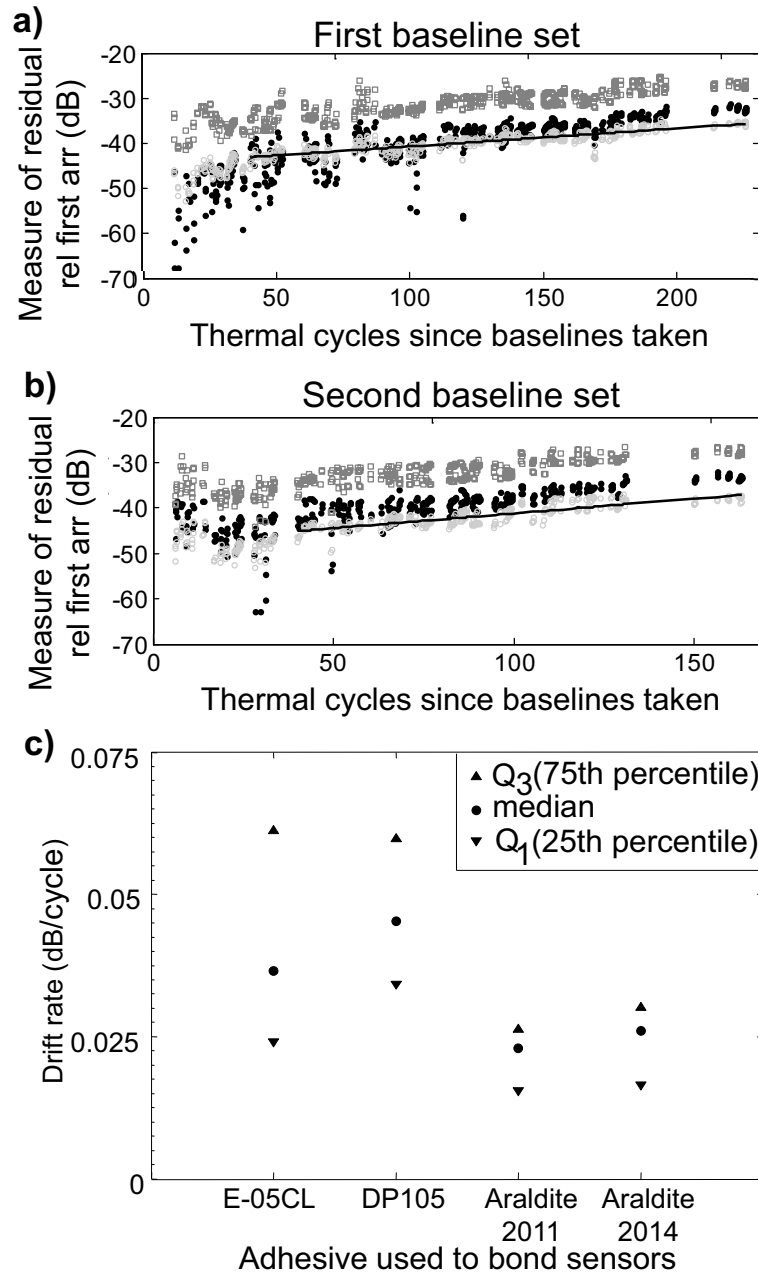 a)
First baseline set
Measure of residual
rel first arr (dB)
-20
-30
-40
-50
-60
-70
0
50
100
150
200
Thermal cycles since baselines taken
b)
Second baseline set
Measure of residual
rel first arr (dB)
-20
-30
-40
-50
-60
-70
0
50
100
150
Thermal cycles since baselines taken
c)
Drift rate (dB/cycle)
0.075
0.05
0.025
0
Q3(75th percentile)
median
Q1(25th percentile)
E-05CL
DP105
Araldite
2011
Araldite
2014
Adhesive used to bond sensors